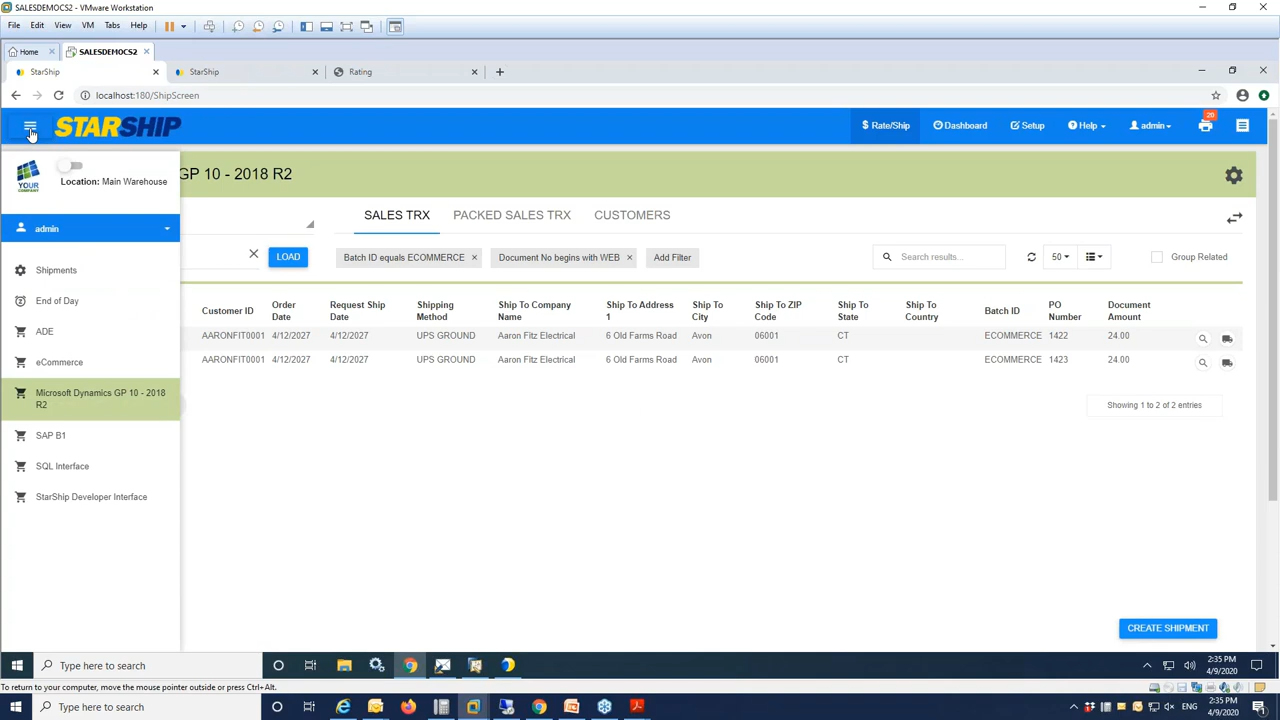 SALESDEMOCS2 - VMware Workstation
File Edit View VM Tabs Help
Home SALESDEMOCS2
StarShip StarShip Rating
localhost:180/ShipScreen
STARSHIP Rate/Ship Dashboard Setup Help admin 20
YOUR COMPANY Location: Main Warehouse
GP 10 - 2018 R2
SALES TRX PACKED SALES TRX CUSTOMERS
admin
LOAD Batch ID equals ECOMMERCE Document No begins with WEB Add Filter Search results... 50 Group Related
Shipments
End of Day
ADE
eCommerce
Microsoft Dynamics GP 10 - 2018
R2
SAP B1
SQL Interface
StarShip Developer Interface
Customer ID Order Date Request Ship Date Shipping Method Ship To Company Name Ship To Address 1 Ship To City Ship To ZIP Code Ship To State Ship To Country Batch ID PO Number Document Amount
AARONFIT0001 4/12/2027 4/12/2027 UPS GROUND Aaron Fitz Electrical 6 Old Farms Road Avon 06001 CT ECOMMERCE 1422 24.00
AARONFIT0001 4/12/2027 4/12/2027 UPS GROUND Aaron Fitz Electrical 6 Old Farms Road Avon 06001 CT ECOMMERCE 1423 24.00
Showing 1 to 2 of 2 entries
CREATE SHIPMENT
Type here to search 2:35 PM
4/9/2020
To return to your computer, move the mouse pointer outside or press Ctrl+Alt.
Type here to search ENG 2:35 PM
4/9/2020